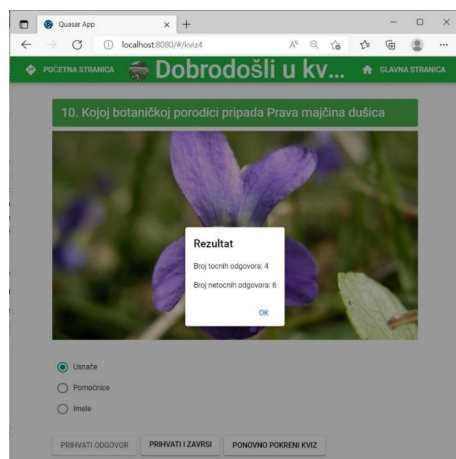 Quasar App
localhost:8080/#/kviz4
POČETNA STRANICA
Dobrodošli u kv...
GLAVNA STRANICA
10. Kojoj botaničkoj porodici pripada Prava majčina dušica
Rezultat
Broj tocnih odgovora: 4
Broj netocnih odgovora: 6
OK
Usnače
Pomoćnice
Imele
PRIHVATI ODGOVOR
PRIHVATI I ZAVRSI
PONOVNO POKRENI KVIZ